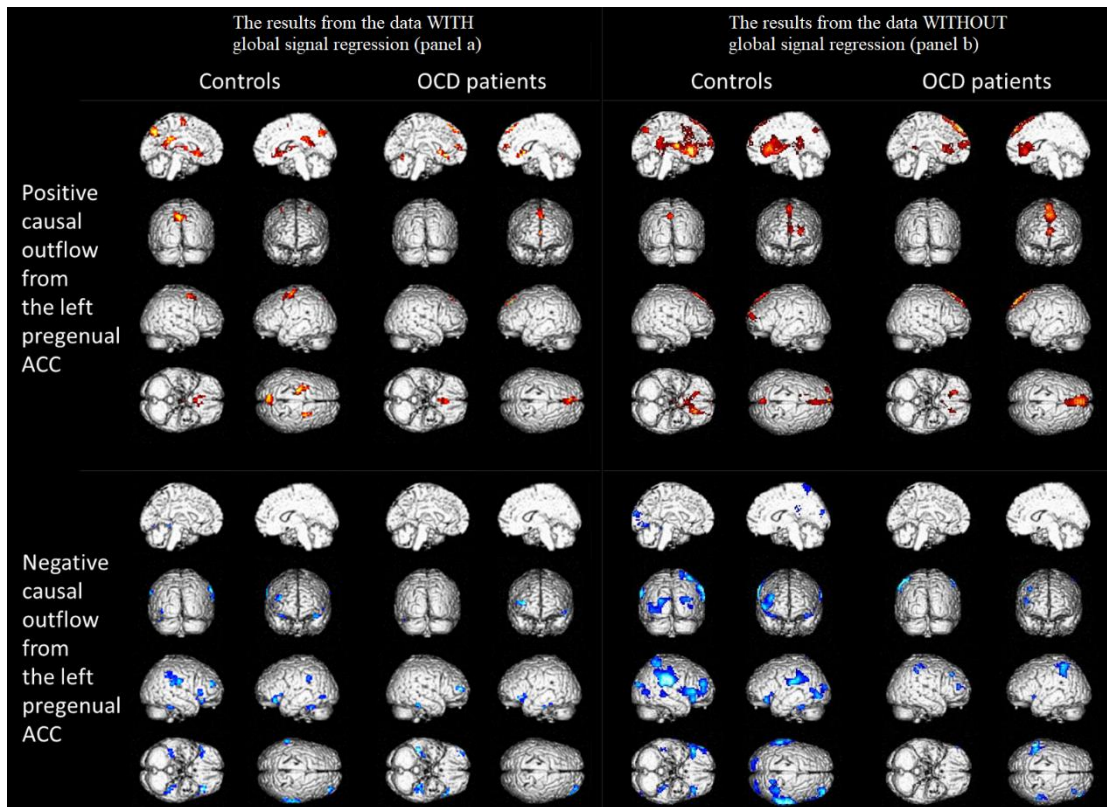 The results from the data WITH
global signal regression (panel a)
The results from the data WITHOUT
global signal regression (panel b)
Controls
OCD patients
Controls
OCD patients
Positive
causal
outflow
from
the left
pregenual
ACC
Negative
causal
outflow
from
the left
pregenual
ACC